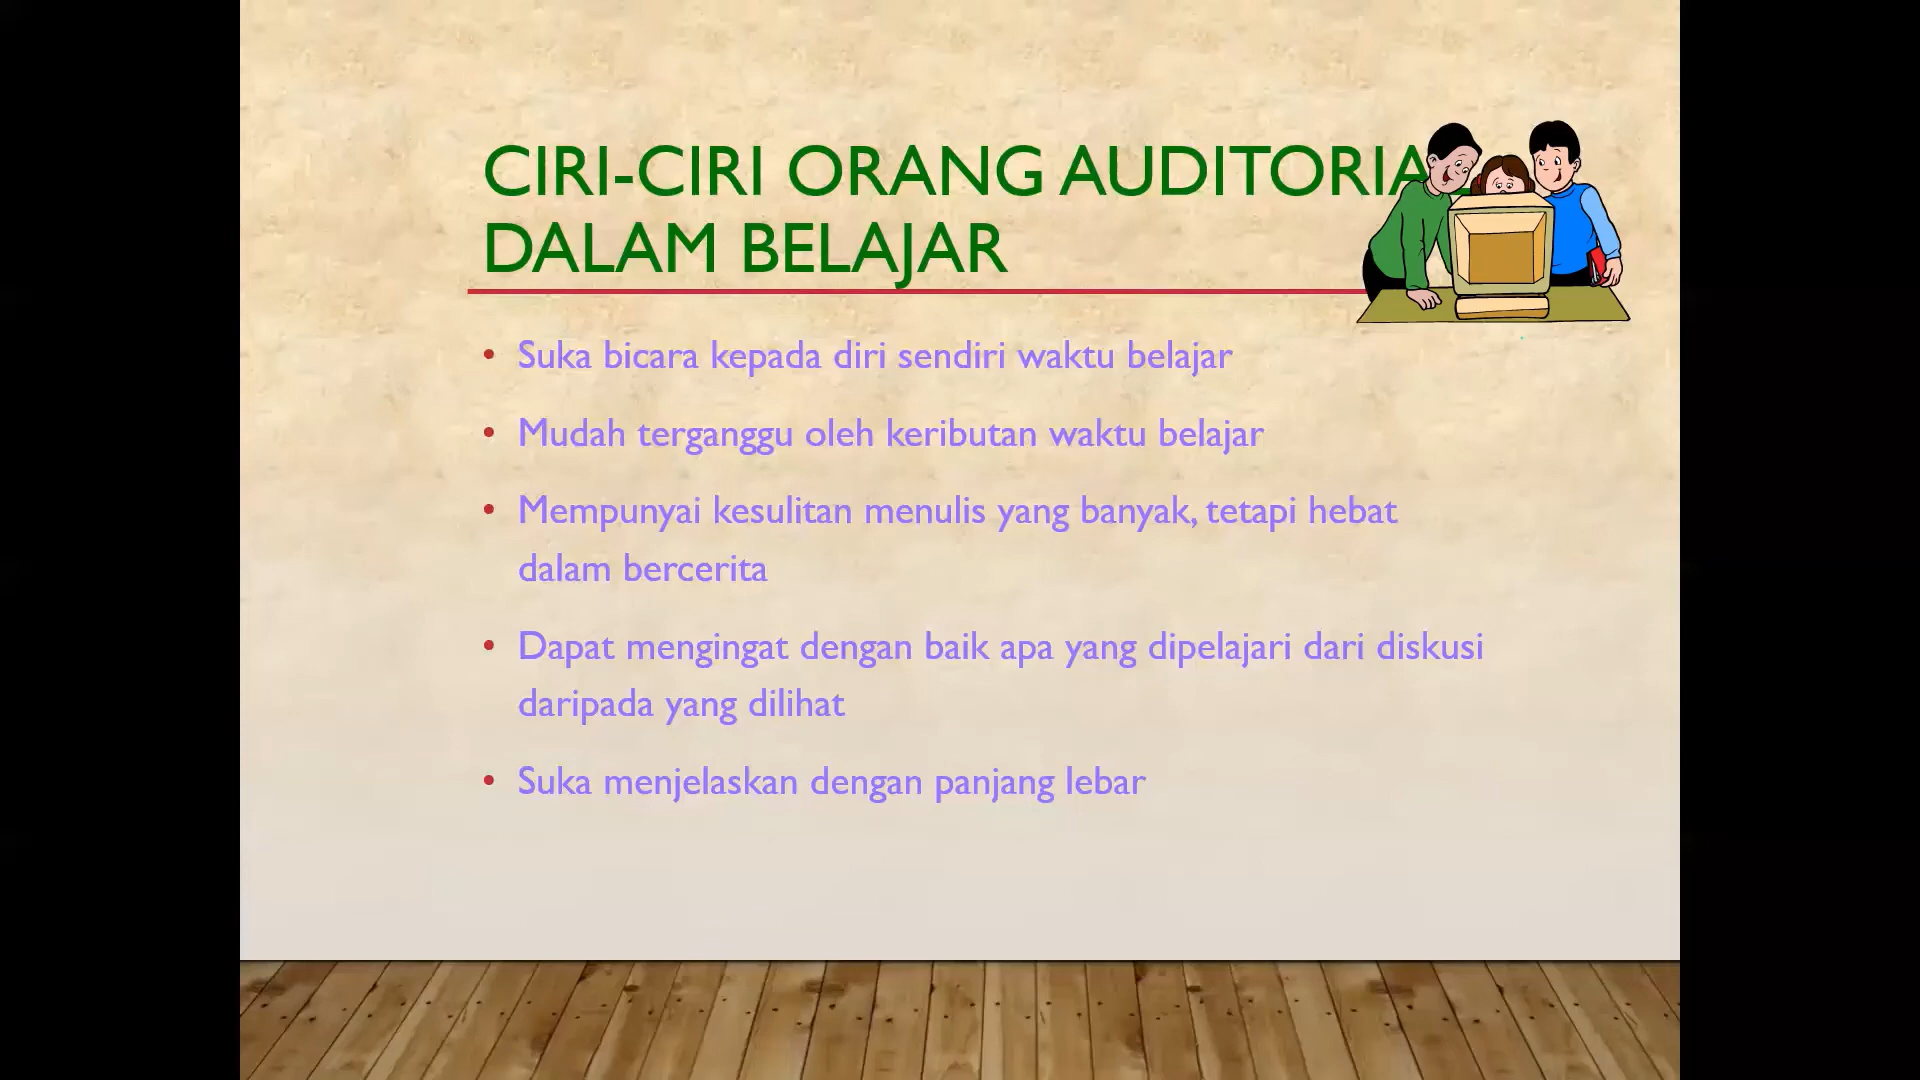 CIRI-CIRI ORANG AUDITORIA
DALAM BELAJAR
• Suka bicara kepada diri sendiri waktu belajar
• Mudah terganggu oleh keributan waktu belajar
• Mempunyai kesulitan menulis yang banyak, tetapi hebat
dalam bercerita
• Dapat mengingat dengan baik apa yang dipelajari dari diskusi
daripada yang dilihat
• Suka menjelaskan dengan panjang lebar